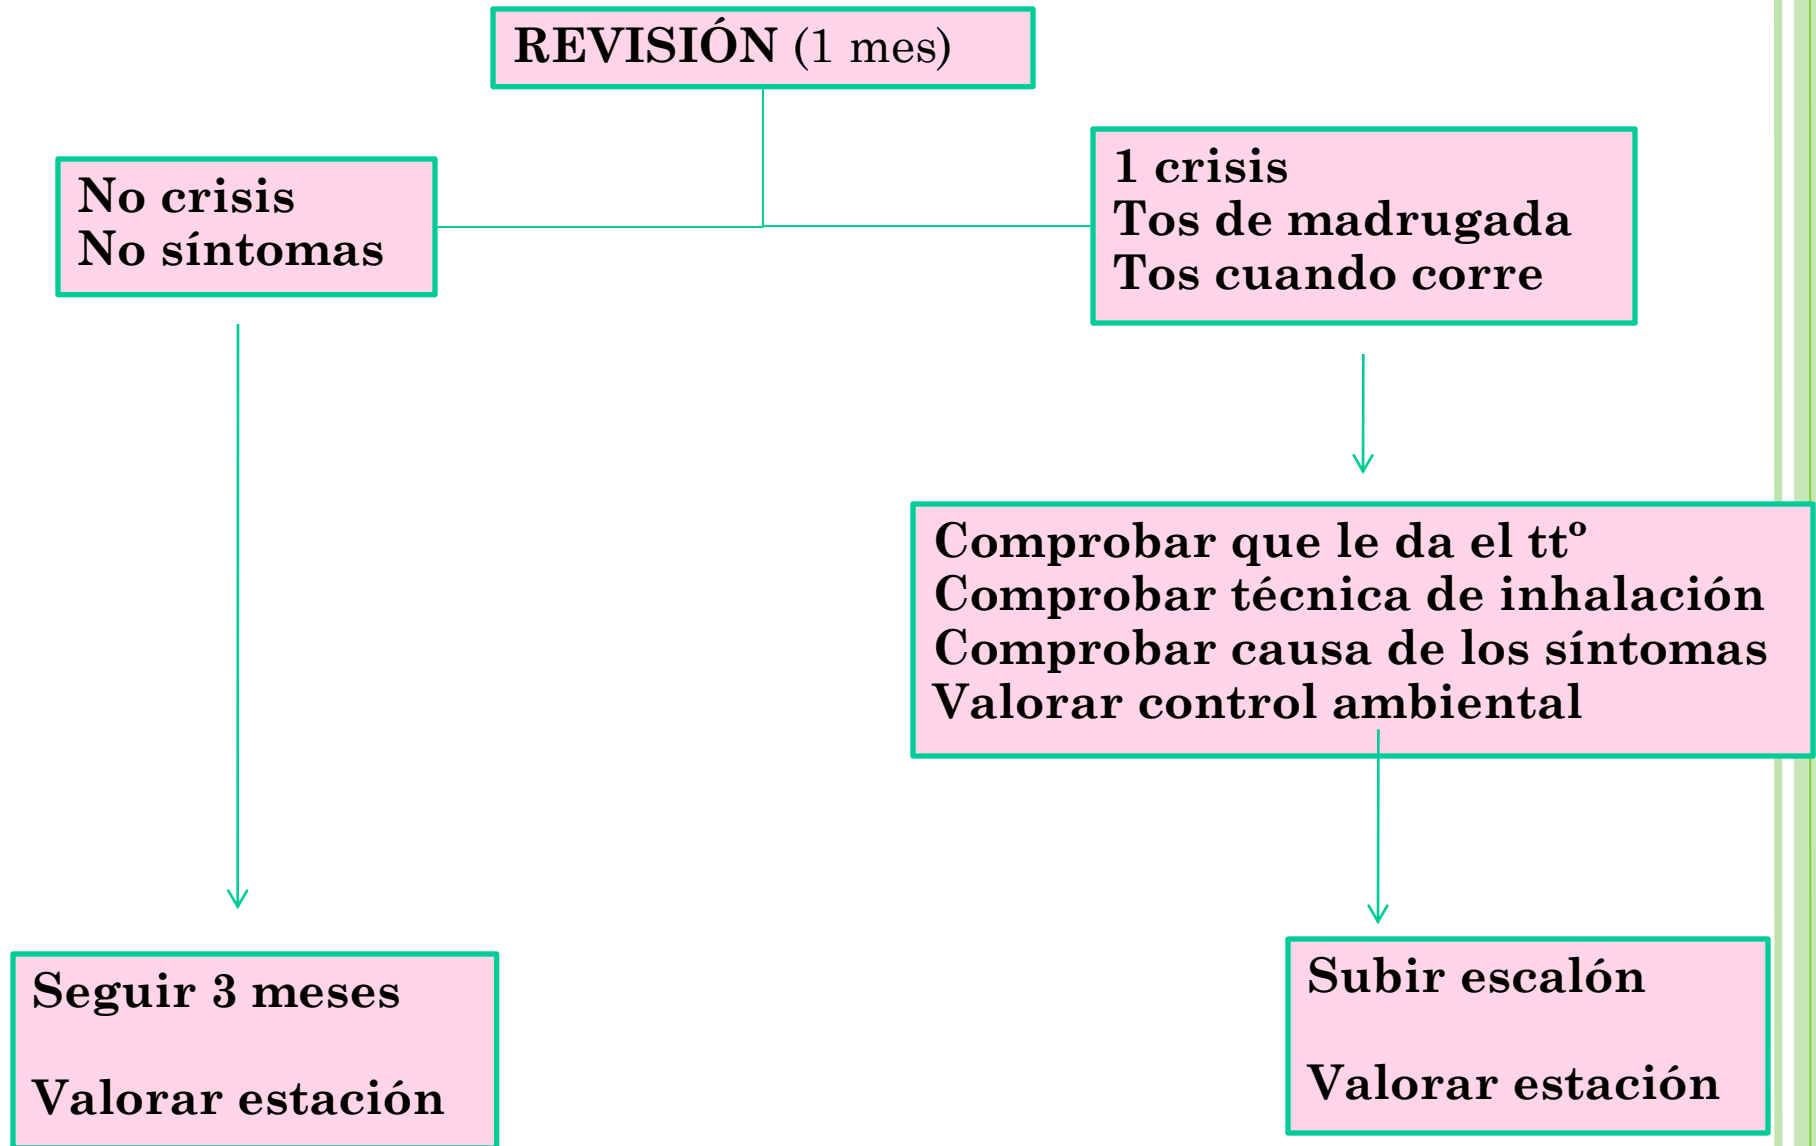 REVISIÓN (1 mes)
No crisis
No síntomas
1 crisis
Tos de madrugada
Tos cuando corre
Comprobar que le da el ttº
Comprobar técnica de inhalación
Comprobar causa de los síntomas
Valorar control ambiental
Seguir 3 meses
Valorar estación
Subir escalón
Valorar estación